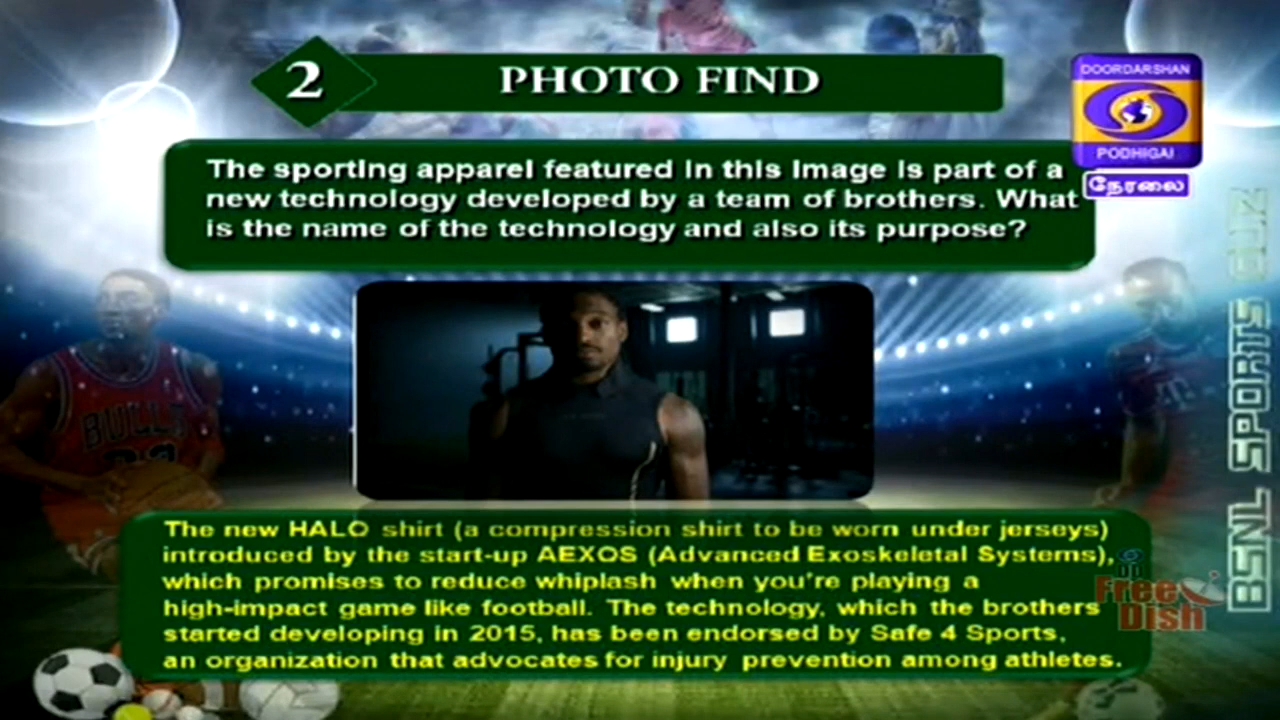 2
PHOTO FIND
DOORDARSHAN
PODHIGAI
நேரலை
The sporting apparel featured in this image is part of a
new technology developed by a team of brothers. What
is the name of the technology and also its purpose?
BULLS
BSNL SPORTS QUIZ
The new HALO shirt (a compression shirt to be worn under jerseys)
introduced by the start-up AEXOS (Advanced Exoskeletal Systems),
which promises to reduce whiplash when you're playing a
high-impact game like football. The technology, which the brothers
started developing in 2015, has been endorsed by Safe 4 Sports,
an organization that advocates for injury prevention among athletes.
DD
Free
Dish